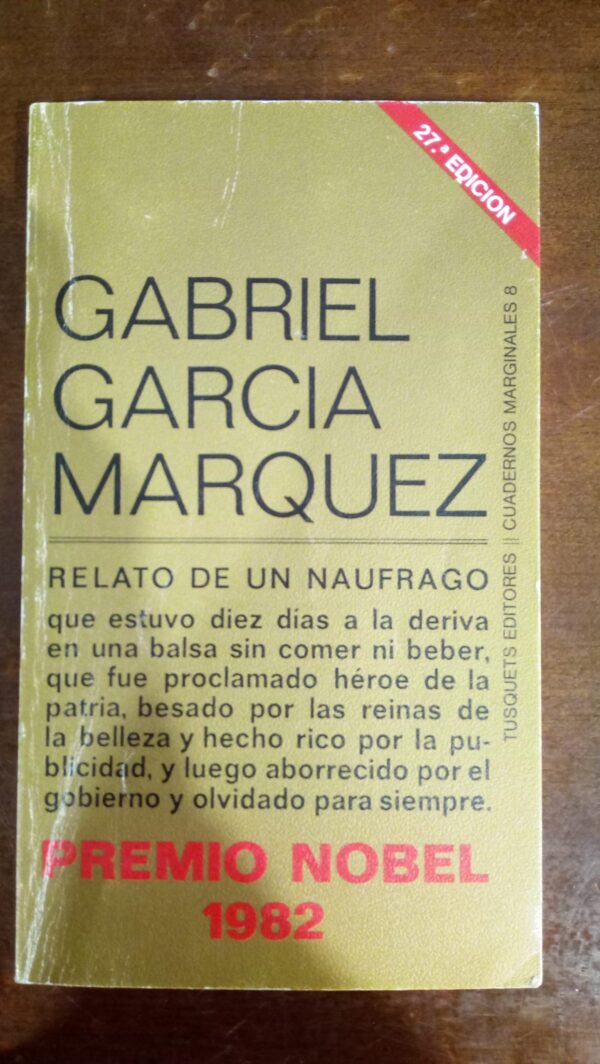 27.ª EDICION
GABRIEL
GARCIA
MARQUEZ
RELATO DE UN NAUFRAGO
que estuvo diez días a la deriva
en una balsa sin comer ni beber,
que fue proclamado héroe de la
patria, besado por las reinas de
la belleza y hecho rico por la pu-
blicidad, y luego aborrecido por el
gobierno y olvidado para siempre.
PREMIO NOBEL
1982
TUSQUETS EDITORES || CUADERNOS MARGINALES 8